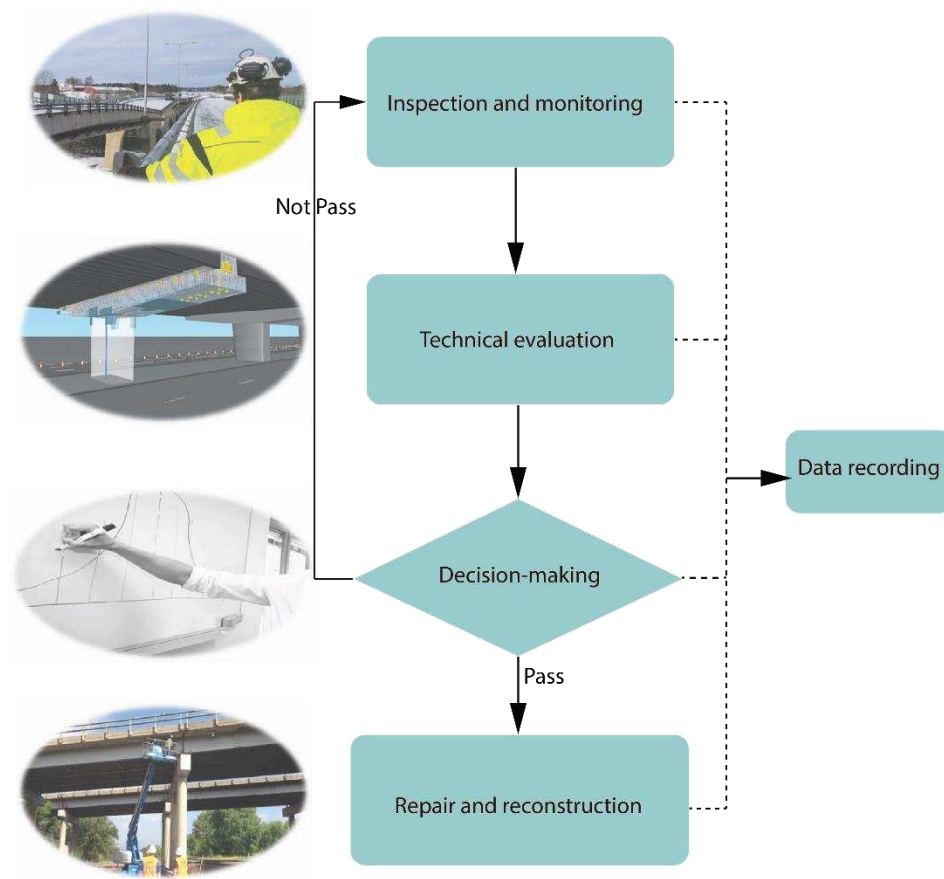 Inspection and monitoring
Not Pass
Technical evaluation
Data recording
Decision-making
Pass
Repair and reconstruction